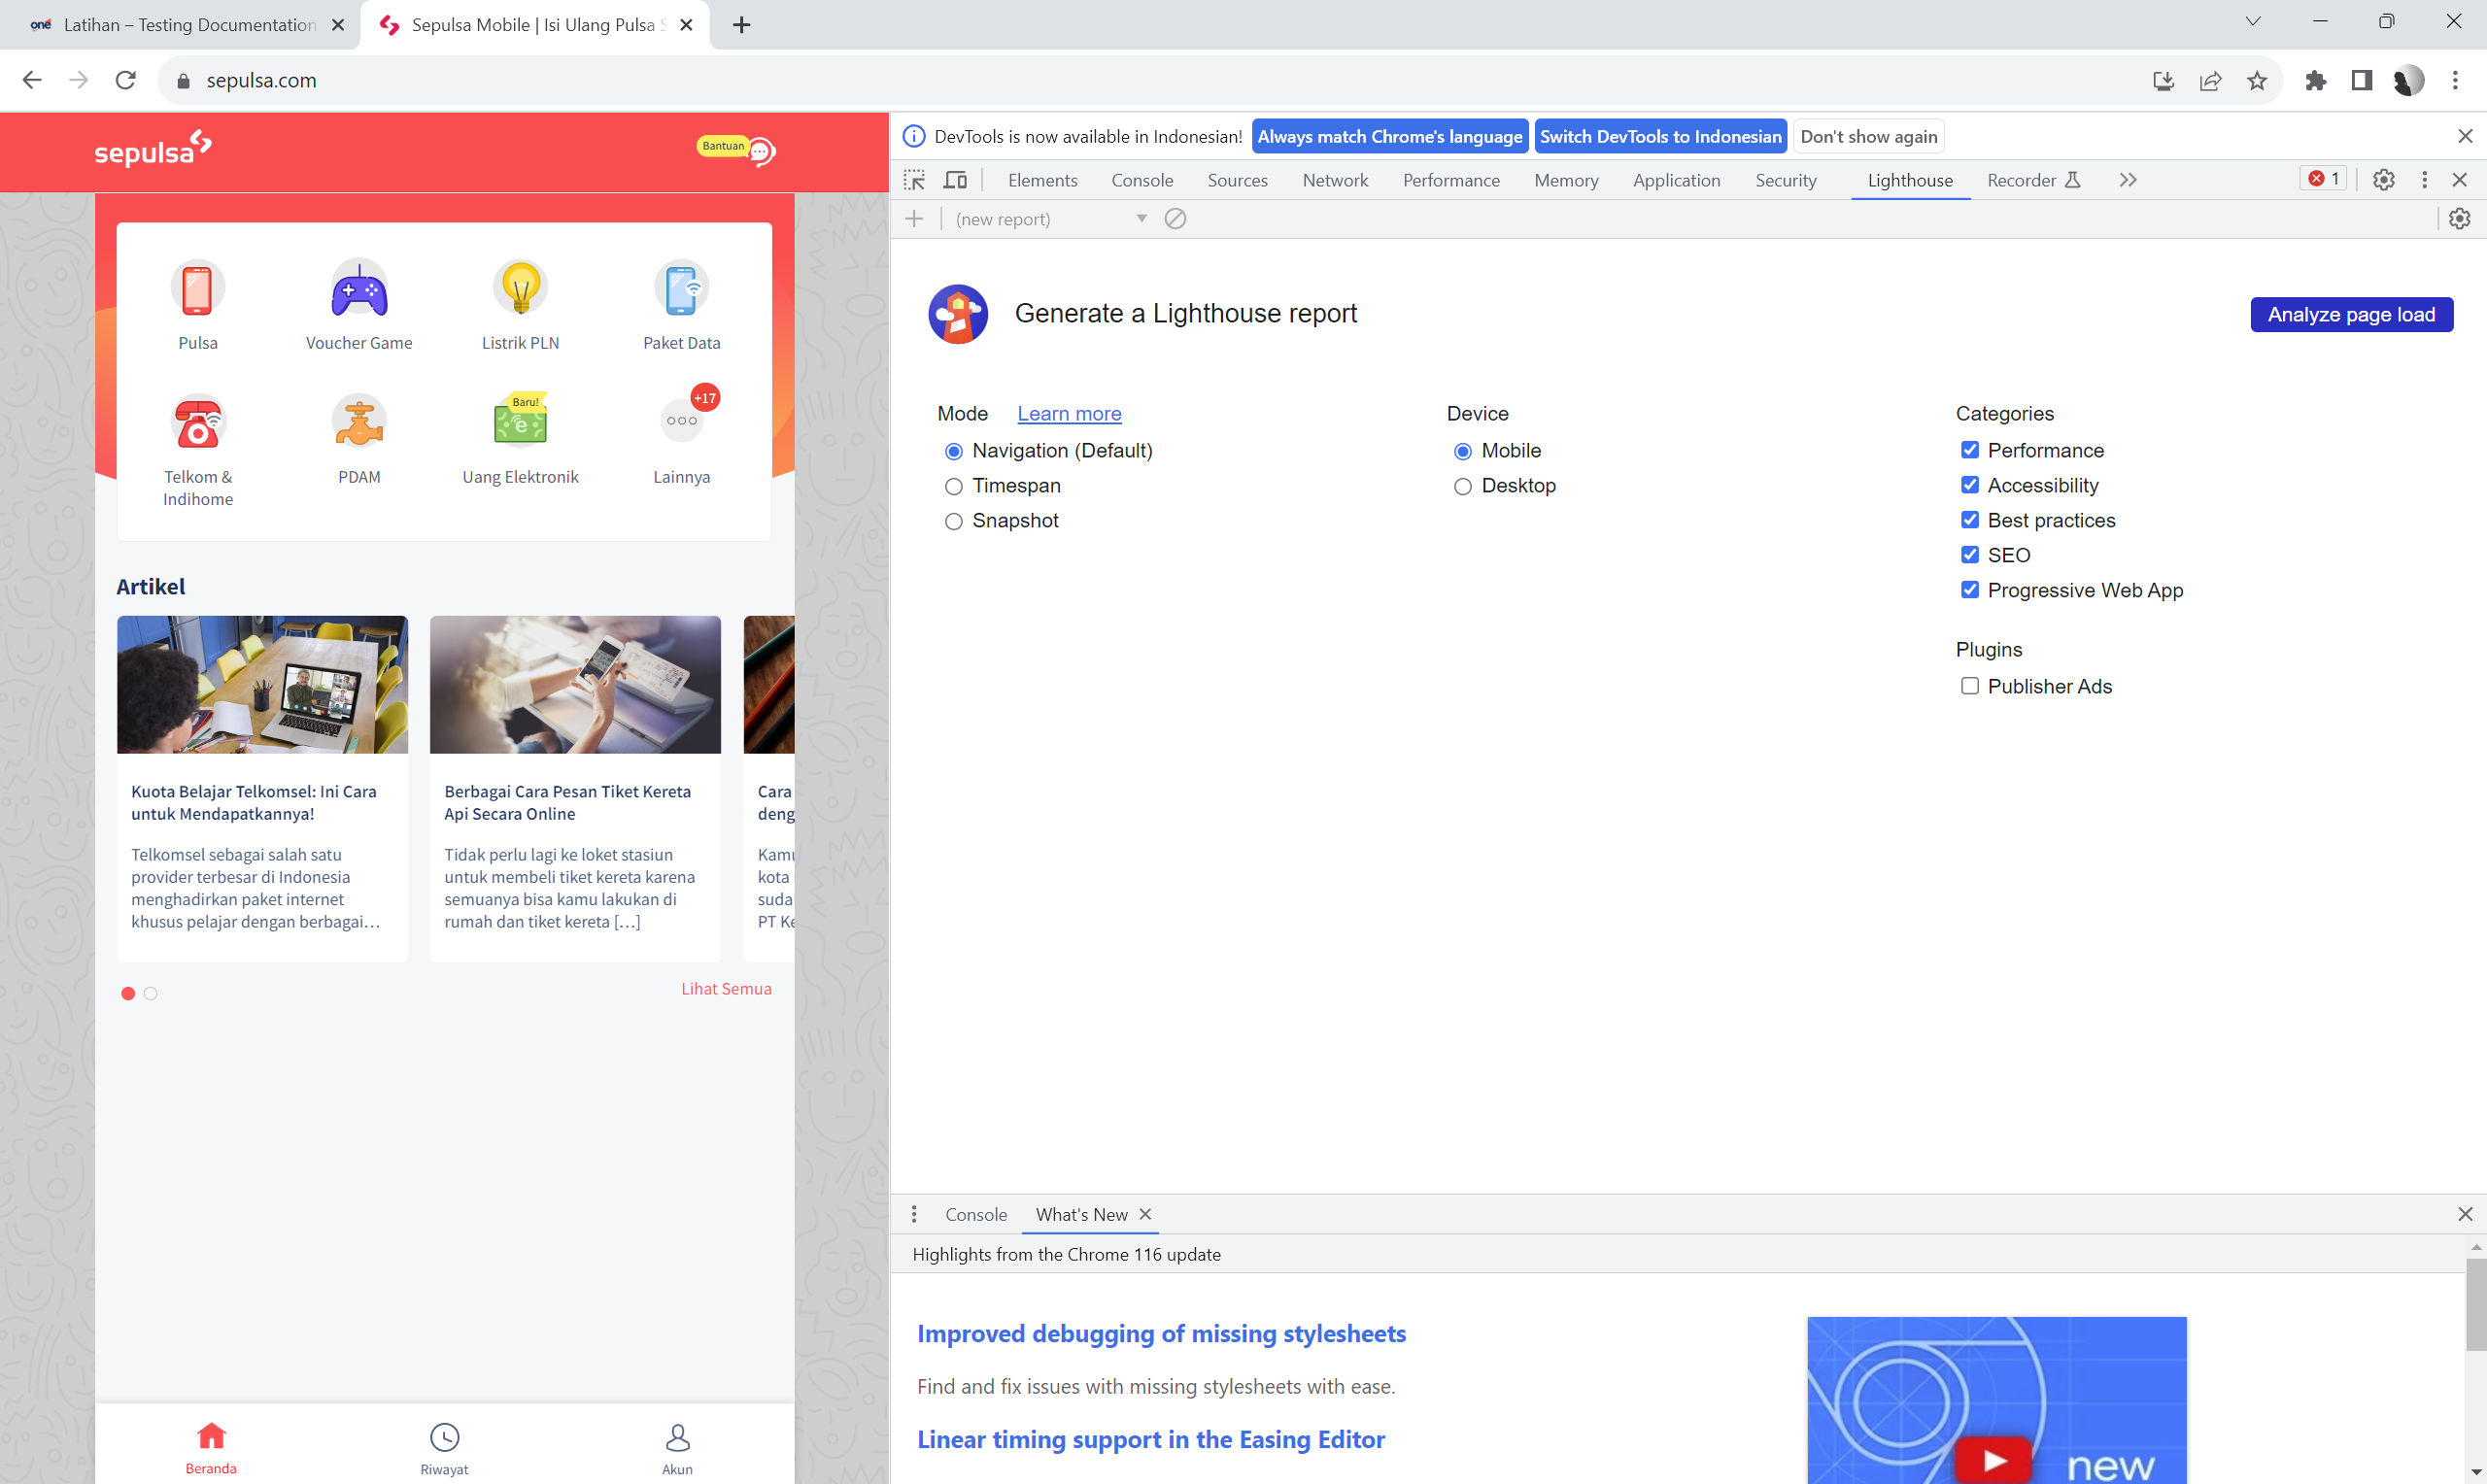 one Latihan – Testing Documentation
Sepulsa Mobile | Isi Ulang Pulsa S
sepulsa.com
sepulsa
Bantuan
Pulsa
Voucher Game
Listrik PLN
Paket Data
Baru!
+17
Telkom &
Indihome
PDAM
Uang Elektronik
Lainnya
Artikel
Kuota Belajar Telkomsel: Ini Cara
untuk Mendapatkannya!
Telkomsel sebagai salah satu
provider terbesar di Indonesia
menghadirkan paket internet
khusus pelajar dengan berbagai…
Berbagai Cara Pesan Tiket Kereta
Api Secara Online
Tidak perlu lagi ke loket stasiun
untuk membeli tiket kereta karena
semuanya bisa kamu lakukan di
rumah dan tiket kereta […]
Cara
deng
Kamu
kota
suda
PT Ke
Lihat Semua
Beranda
Riwayat
Akun
DevTools is now available in Indonesian!
Always match Chrome's language
Switch DevTools to Indonesian
Don't show again
Elements
Console
Sources
Network
Performance
Memory
Application
Security
Lighthouse
Recorder
1
(new report)
Generate a Lighthouse report
Analyze page load
Mode Learn more
Navigation (Default)
Timespan
Snapshot
Device
Mobile
Desktop
Categories
Performance
Accessibility
Best practices
SEO
Progressive Web App
Plugins
Publisher Ads
Console
What's New
Highlights from the Chrome 116 update
Improved debugging of missing stylesheets
Find and fix issues with missing stylesheets with ease.
Linear timing support in the Easing Editor
new